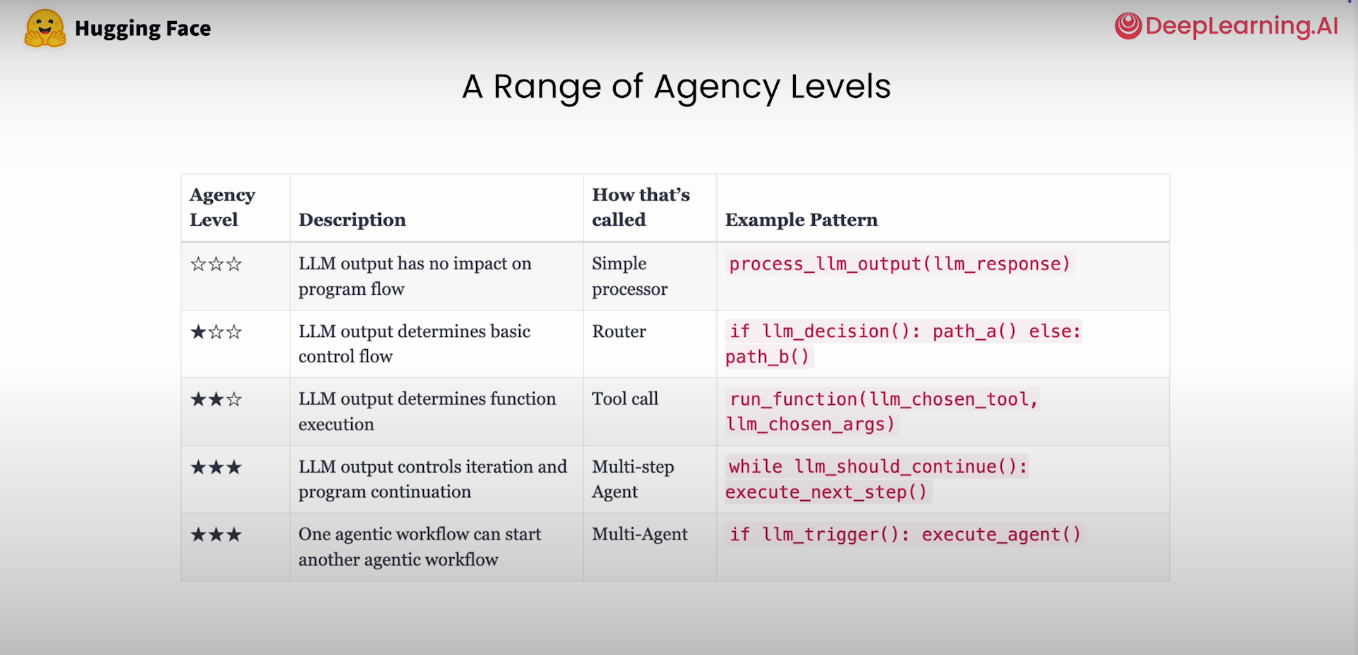 Hugging Face
DeepLearning.AI
A Range of Agency Levels
Agency
Level
Description
How that's
called
Example Pattern
☆☆☆
LLM output has no impact on
program flow
Simple
processor
process_llm_output(llm_response)
★☆☆
LLM output determines basic
control flow
Router
if llm_decision(): path_a() else:
path_b()
★★☆
LLM output determines function
execution
Tool call
run_function(llm_chosen_tool,
llm_chosen_args)
★★★
LLM output controls iteration and
program continuation
Multi-step
Agent
while llm_should_continue():
execute_next_step()
★★★
One agentic workflow can start
another agentic workflow
Multi-Agent
if llm_trigger(): execute_agent()